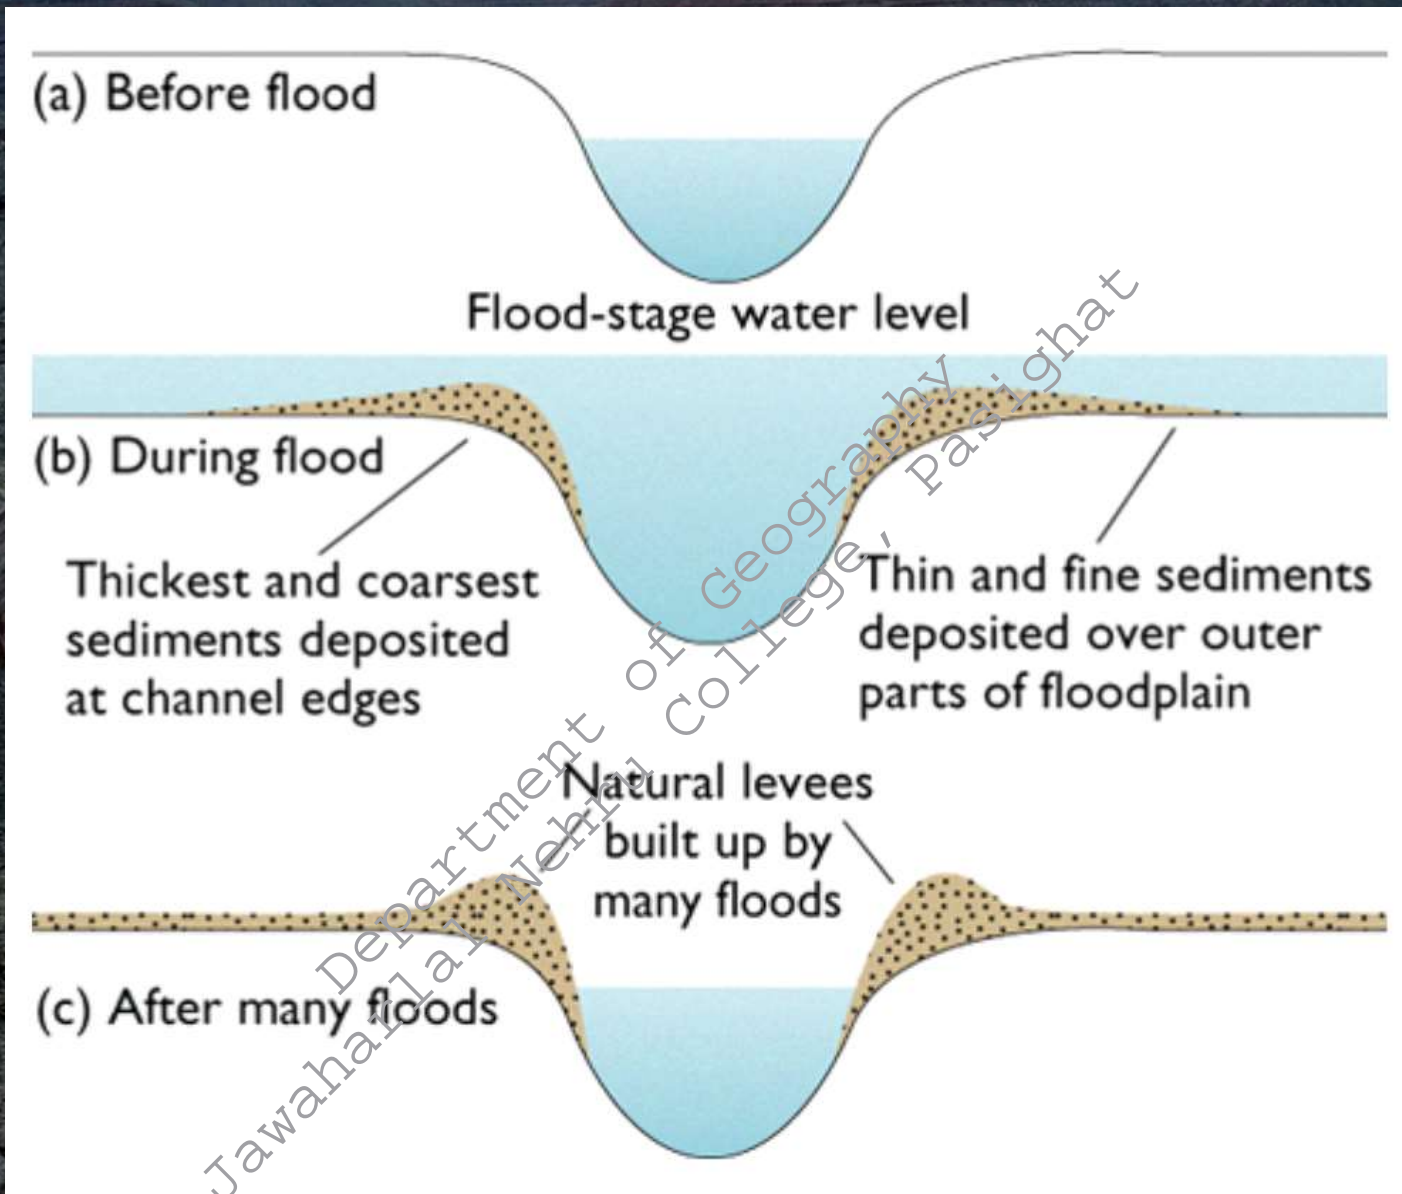 (a) Before flood
Flood-stage water level
(b) During flood
Thickest and coarsest
sediments deposited
at channel edges
Thin and fine sediments
deposited over outer
parts of floodplain
Natural levees
built up by
many floods
(c) After many floods
Department of Geography
Jawaharlal Nehru College, Pasighat